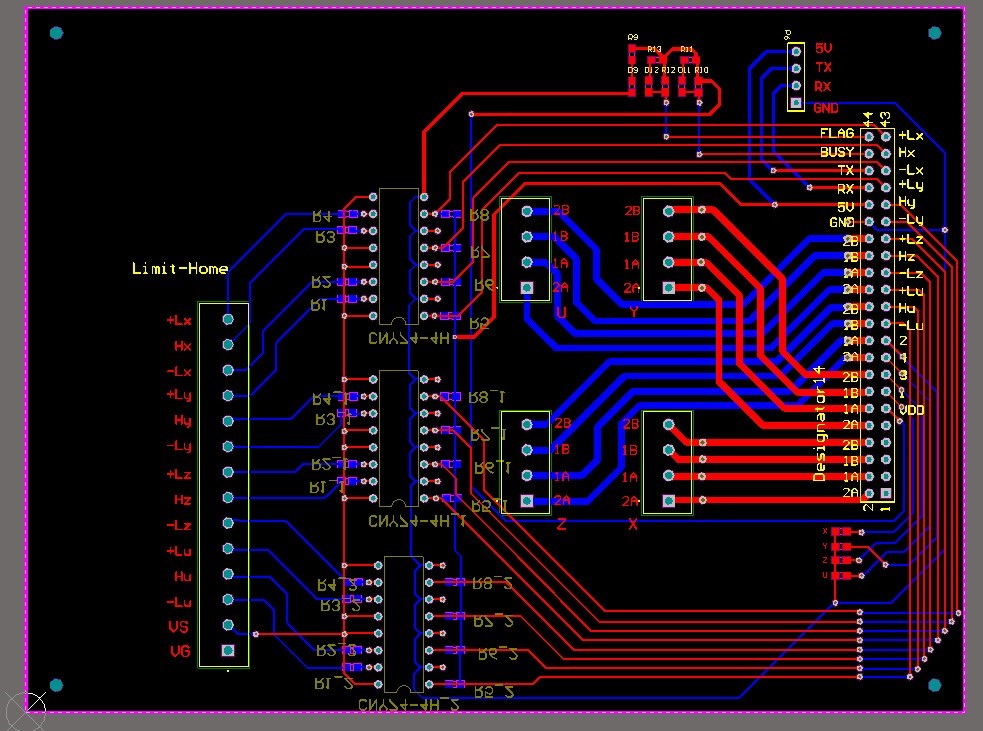 P6
5V
TX
RX
GND
R9
R13
R11
D9
D12
R12
D11
R10
44
43
FLAG
BUSY
TX
RX
5V
GND
+Lx
Hx
-Lx
+Ly
Hy
-Ly
+Lz
Hz
-Lz
+Lu
Hu
-Lu
2
4
3
1
VDD
2B
1B
1A
2A
2B
1B
1A
2A
2B
1B
1A
2A
2B
1B
1A
2A
2
1
Designator14
2B
1B
1A
2A
U
2B
1B
1A
2A
Y
2B
1B
1A
2A
Z
2B
1B
1A
2A
X
Limit-Home
+Lx
Hx
-Lx
+Ly
Hy
-Ly
+Lz
Hz
-Lz
+Lu
Hu
-Lu
VS
VG
R4
R3
R2
R1
R8
R7
R6
R5
CNY74-4H
R4_1
R3_1
R2_1
R1_1
R8_1
R7_1
R6_1
R5_1
CNY74-4H_1
R4_2
R3_2
R2_2
R1_2
R8_2
R7_2
R6_2
R5_2
CNY74-4H_2
X
Y
Z
U